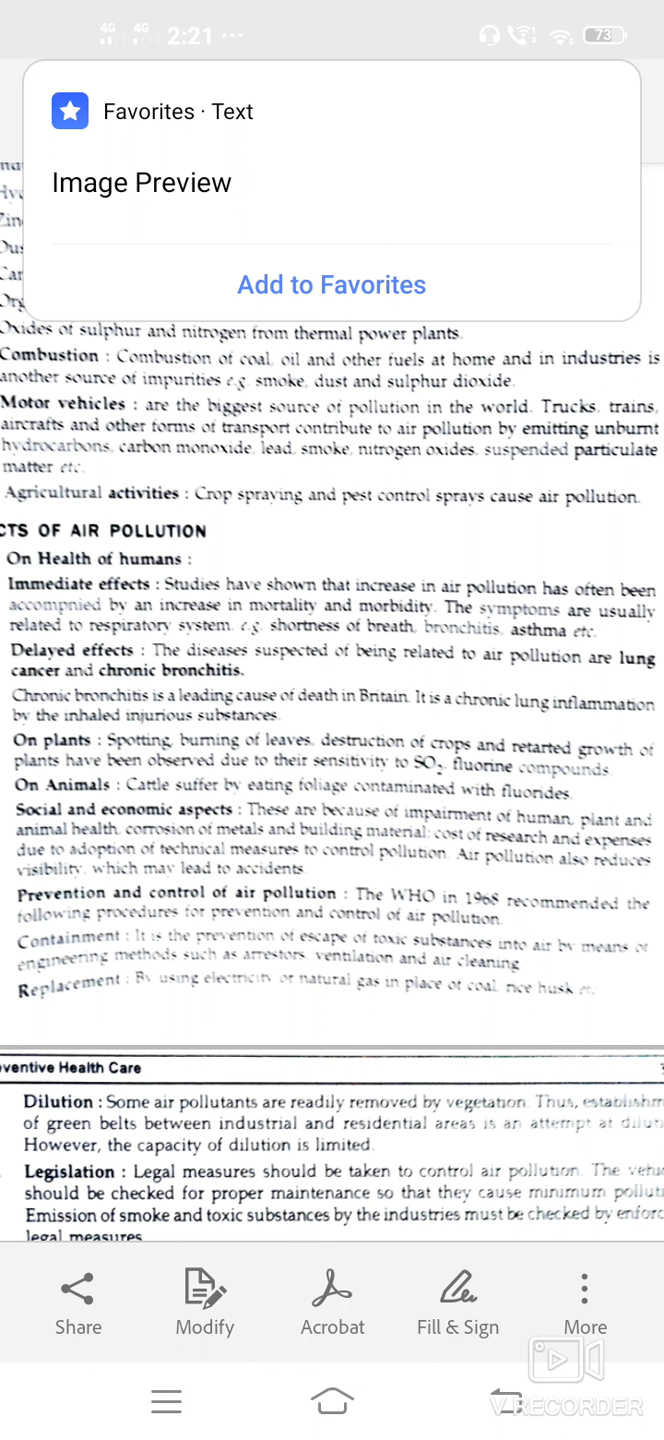 4G 4G 2:21 ... 73
Favorites · Text
Image Preview
Add to Favorites
Oxides of sulphur and nitrogen from thermal power plants.
Combustion : Combustion of coal, oil and other fuels at home and in industries is
another source of impurities e.g. smoke, dust and sulphur dioxide.
Motor vehicles : are the biggest source of pollution in the world. Trucks, trains,
aircrafts and other forms of transport contribute to air pollution by emitting unburnt
hydrocarbons, carbon monoxide, lead, smoke, nitrogen oxides, suspended particulate
matter etc.
Agricultural activities : Crop spraying and pest control sprays cause air pollution.
CTS OF AIR POLLUTION
On Health of humans :
Immediate effects : Studies have shown that increase in air pollution has often been
accompnied by an increase in mortality and morbidity. The symptoms are usually
related to respiratory system. e.g. shortness of breath, bronchitis, asthma etc.
Delayed effects : The diseases suspected of being related to air pollution are lung
cancer and chronic bronchitis.
Chronic bronchitis is a leading cause of death in Britain. It is a chronic lung inflammation
by the inhaled injurious substances.
On plants : Spotting, burning of leaves, destruction of crops and retarted growth of
plants have been observed due to their sensitivity to SO₂, fluorine compounds
On Animals : Cattle suffer by eating foliage contaminated with fluorides.
Social and economic aspects : These are because of impairment of human, plant and
animal health, corrosion of metals and building material: cost of research and expenses
due to adoption of technical measures to control pollution. Air pollution also reduces
visibility, which may lead to accidents.
Prevention and control of air pollution : The WHO in 1968 recommended the
following procedures for prevention and control of air pollution.
Containment : It is the prevention of escape of toxic substances into air by means of
engineering methods such as arrestors, ventilation and air cleaning
Replacement : By using electricity or natural gas in place of coal, rice husk etc.
ventive Health Care
Dilution : Some air pollutants are readily removed by vegetation. Thus, establishm
of green belts between industrial and residential areas is an attempt at dilut
However, the capacity of dilution is limited.
Legislation : Legal measures should be taken to control air pollution. The vehic
should be checked for proper maintenance so that they cause minimum polluti
Emission of smoke and toxic substances by the industries must be checked by enforc
legal measures
Share Modify Acrobat Fill & Sign More
V RECORDER